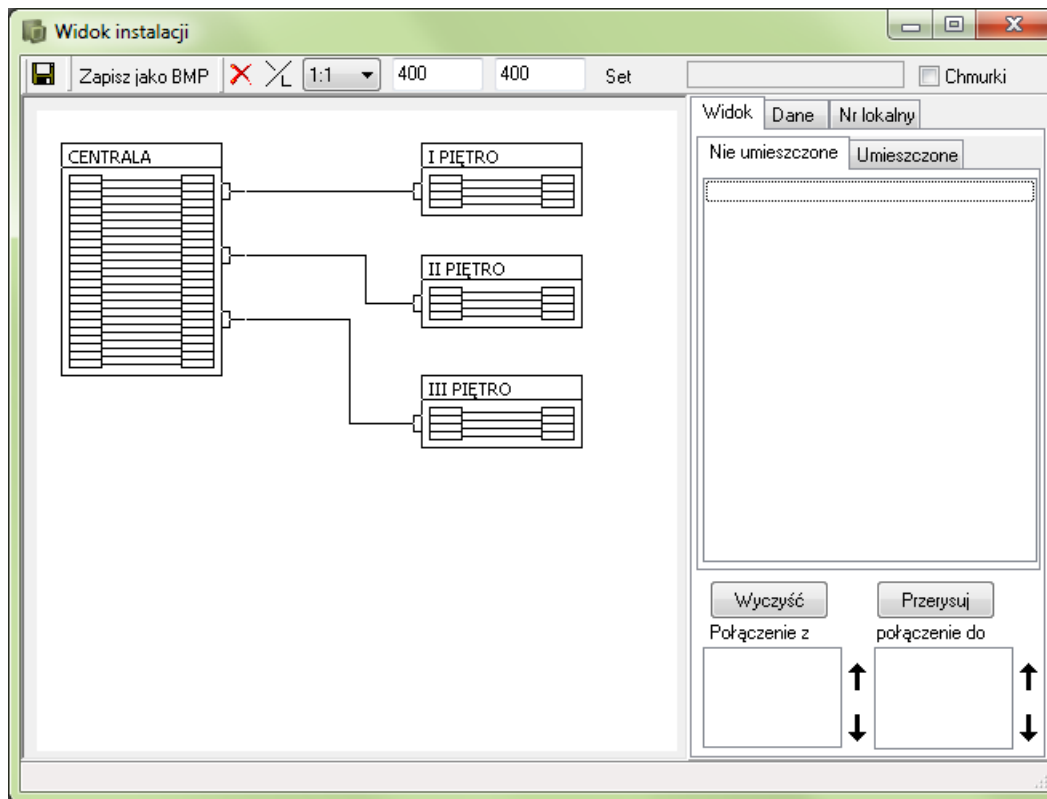 Widok instalacji
Zapisz jako BMP 1:1 400 400 Set Chmurki
Widok Dane Nr lokalny
Nie umieszczone Umieszczone
CENTRALA
I PIĘTRO
II PIĘTRO
III PIĘTRO
Wyczyść Przerysuj
Połączenie z połączenie do